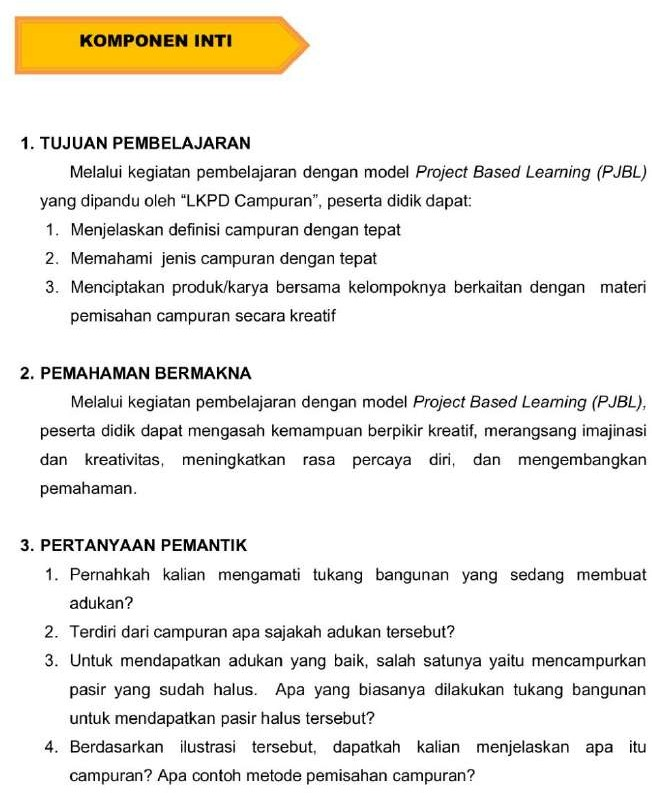 KOMPONEN INTI
1. TUJUAN PEMBELAJARAN
Melalui kegiatan pembelajaran dengan model Project Based Learning (PJBL)
yang dipandu oleh “LKPD Campuran”, peserta didik dapat:
1. Menjelaskan definisi campuran dengan tepat
2. Memahami jenis campuran dengan tepat
3. Menciptakan produk/karya bersama kelompoknya berkaitan dengan materi
pemisahan campuran secara kreatif
2. PEMAHAMAN BERMAKNA
Melalui kegiatan pembelajaran dengan model Project Based Learning (PJBL),
peserta didik dapat mengasah kemampuan berpikir kreatif, merangsang imajinasi
dan kreativitas, meningkatkan rasa percaya diri, dan mengembangkan
pemahaman.
3. PERTANYAAN PEMANTIK
1. Pernahkah kalian mengamati tukang bangunan yang sedang membuat
adukan?
2. Terdiri dari campuran apa sajakah adukan tersebut?
3. Untuk mendapatkan adukan yang baik, salah satunya yaitu mencampurkan
pasir yang sudah halus. Apa yang biasanya dilakukan tukang bangunan
untuk mendapatkan pasir halus tersebut?
4. Berdasarkan ilustrasi tersebut, dapatkah kalian menjelaskan apa itu
campuran? Apa contoh metode pemisahan campuran?